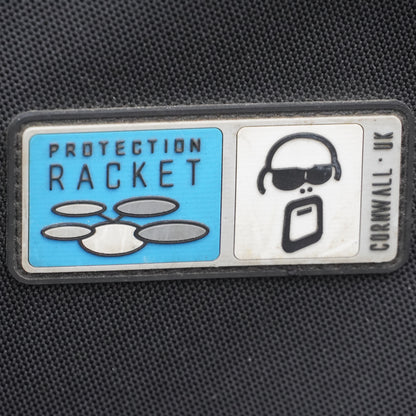 PROTECTION
RACKET
CORNWALL · UK